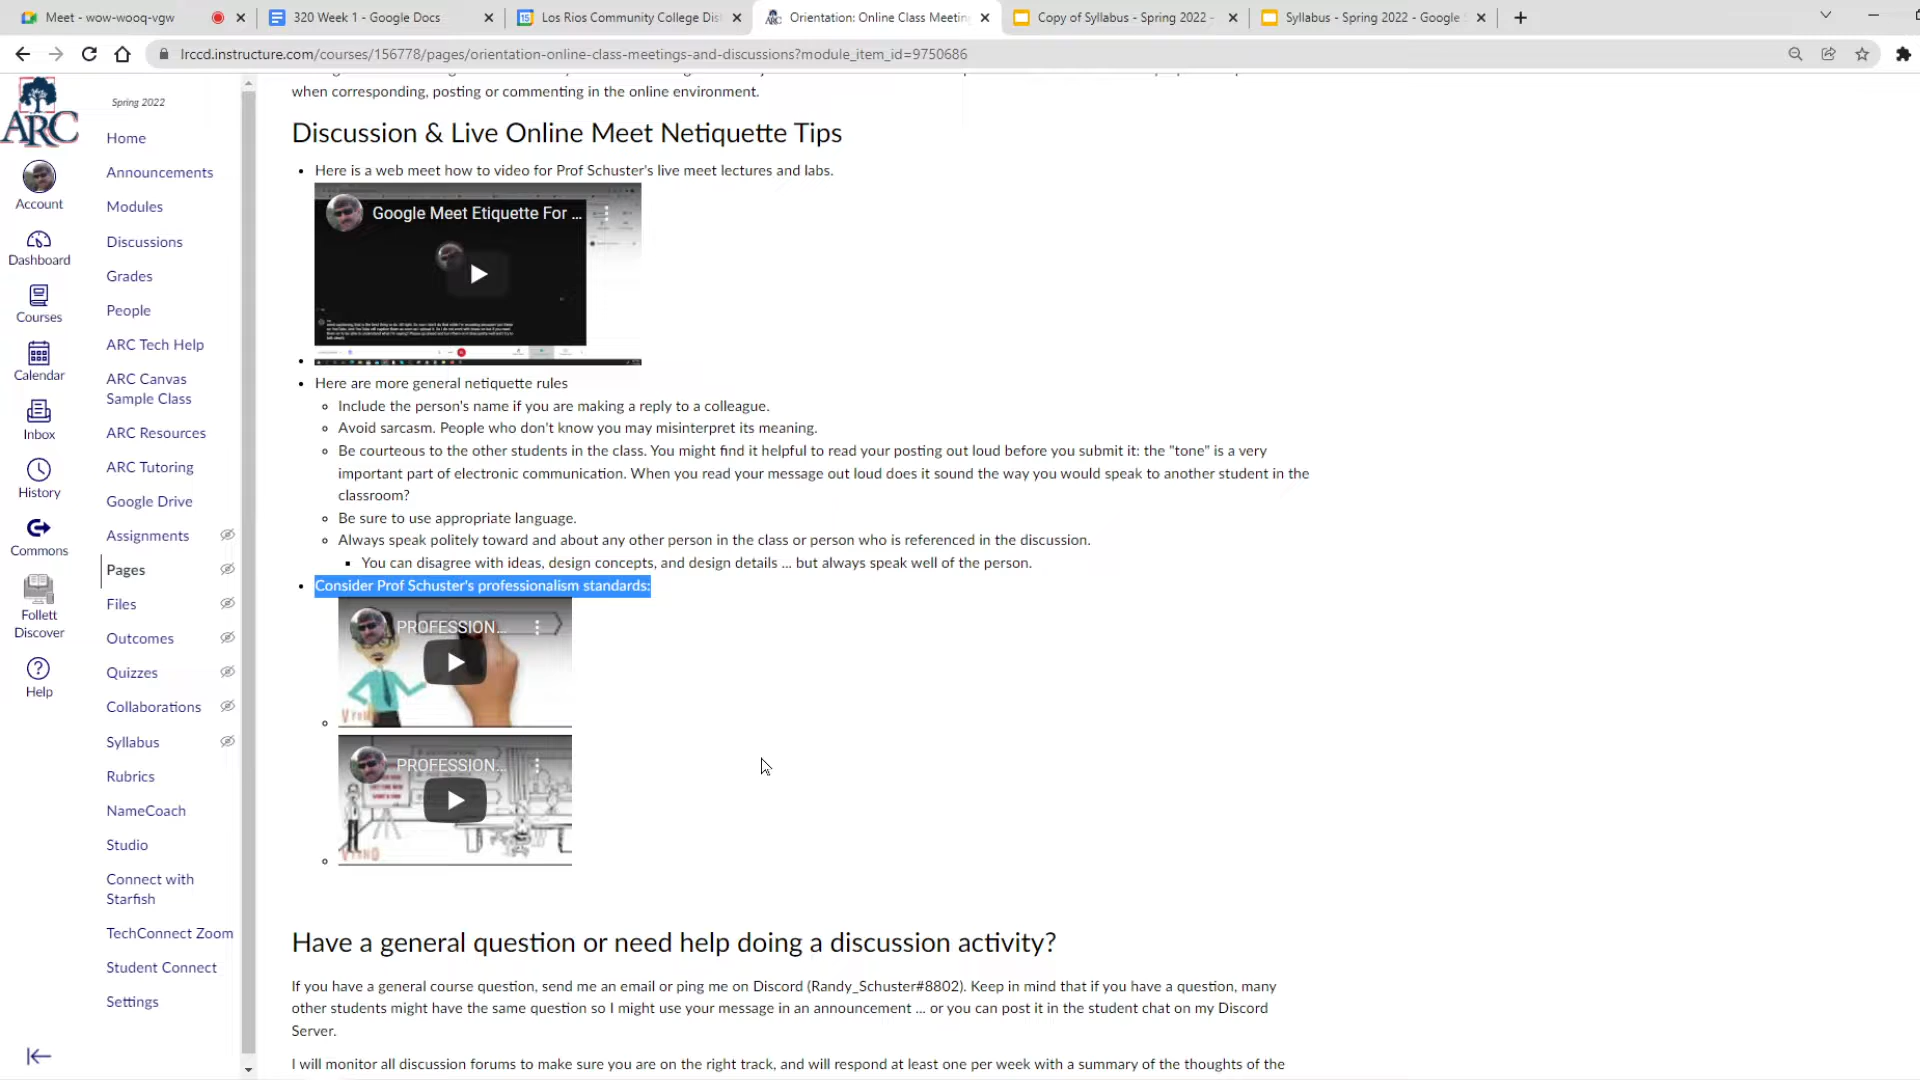 Meet - wow-wooq-vgw
320 Week 1 - Google Docs
Los Rios Community College Dis
Orientation: Online Class Meeting
Copy of Syllabus - Spring 2022 -
Syllabus - Spring 2022 - Google S
lrccd.instructure.com/courses/156778/pages/orientation-online-class-meetings-and-discussions?module_item_id=9750686
ARC
Account
Dashboard
Courses
Calendar
Inbox
History
Commons
Follett
Discover
Help
Spring 2022
Home
Announcements
Modules
Discussions
Grades
People
ARC Tech Help
ARC Canvas
Sample Class
ARC Resources
ARC Tutoring
Google Drive
Assignments
Pages
Files
Outcomes
Quizzes
Collaborations
Syllabus
Rubrics
NameCoach
Studio
Connect with
Starfish
TechConnect Zoom
Student Connect
Settings
when corresponding, posting or commenting in the online environment.
Discussion & Live Online Meet Netiquette Tips
Here is a web meet how to video for Prof Schuster's live meet lectures and labs.
Google Meet Etiquette For ...
Here are more general netiquette rules
Include the person's name if you are making a reply to a colleague.
Avoid sarcasm. People who don't know you may misinterpret its meaning.
Be courteous to the other students in the class. You might find it helpful to read your posting out loud before you submit it: the "tone" is a very
important part of electronic communication. When you read your message out loud does it sound the way you would speak to another student in the
classroom?
Be sure to use appropriate language.
Always speak politely toward and about any other person in the class or person who is referenced in the discussion.
You can disagree with ideas, design concepts, and design details ... but always speak well of the person.
Consider Prof Schuster's professionalism standards:
PROFESSION...
PROFESSION...
Have a general question or need help doing a discussion activity?
If you have a general course question, send me an email or ping me on Discord (Randy_Schuster#8802). Keep in mind that if you have a question, many
other students might have the same question so I might use your message in an announcement ... or you can post it in the student chat on my Discord
Server.
I will monitor all discussion forums to make sure you are on the right track, and will respond at least one per week with a summary of the thoughts of the